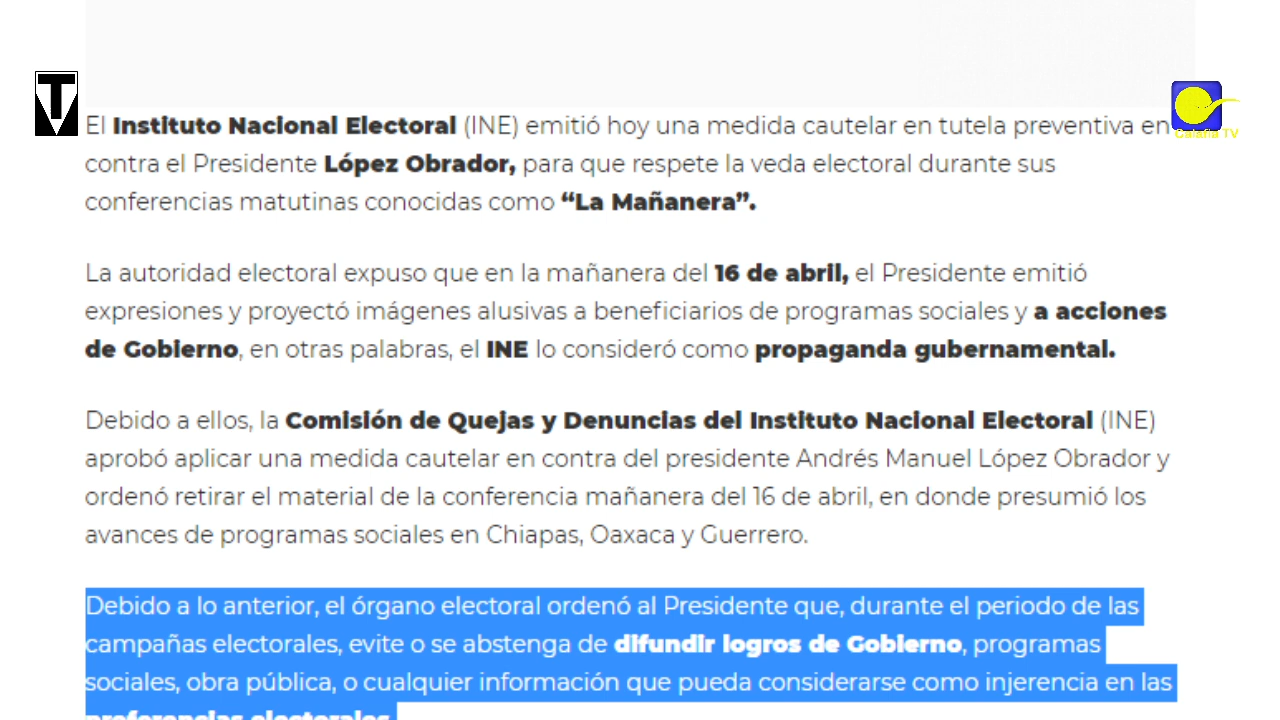 T
El Instituto Nacional Electoral (INE) emitió hoy una medida cautelar en tutela preventiva en
Calafia TV
contra el Presidente López Obrador, para que respete la veda electoral durante sus
conferencias matutinas conocidas como “La Mañanera”.
La autoridad electoral expuso que en la mañanera del 16 de abril, el Presidente emitió
expresiones y proyectó imágenes alusivas a beneficiarios de programas sociales y a acciones
de Gobierno, en otras palabras, el INE lo consideró como propaganda gubernamental.
Debido a ellos, la Comisión de Quejas y Denuncias del Instituto Nacional Electoral (INE)
aprobó aplicar una medida cautelar en contra del presidente Andrés Manuel López Obrador y
ordenó retirar el material de la conferencia mañanera del 16 de abril, en donde presumió los
avances de programas sociales en Chiapas, Oaxaca y Guerrero.
Debido a lo anterior, el órgano electoral ordenó al Presidente que, durante el periodo de las
campañas electorales, evite o se abstenga de difundir logros de Gobierno, programas
sociales, obra pública, o cualquier información que pueda considerarse como injerencia en las
preferencias electorales.